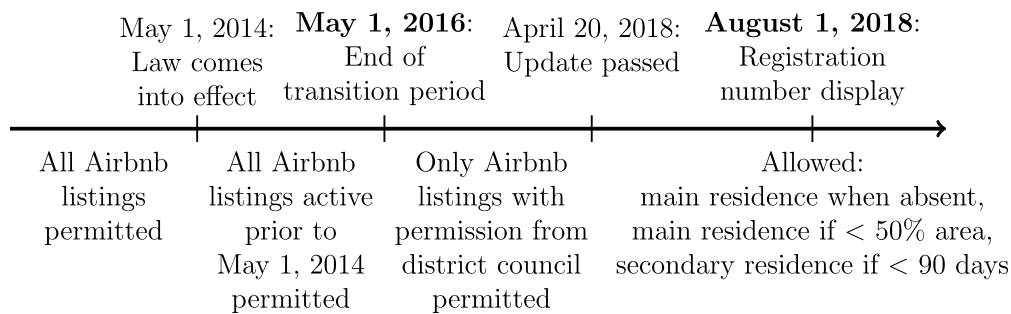 May 1, 2014:
Law comes
into effect
May 1, 2016:
End of
transition period
April 20, 2018:
Update passed
August 1, 2018:
Registration
number display
All Airbnb
listings
permitted
All Airbnb
listings active
prior to
May 1, 2014
permitted
Only Airbnb
listings with
permission from
district council
permitted
Allowed:
main residence when absent,
main residence if < 50% area,
secondary residence if < 90 days